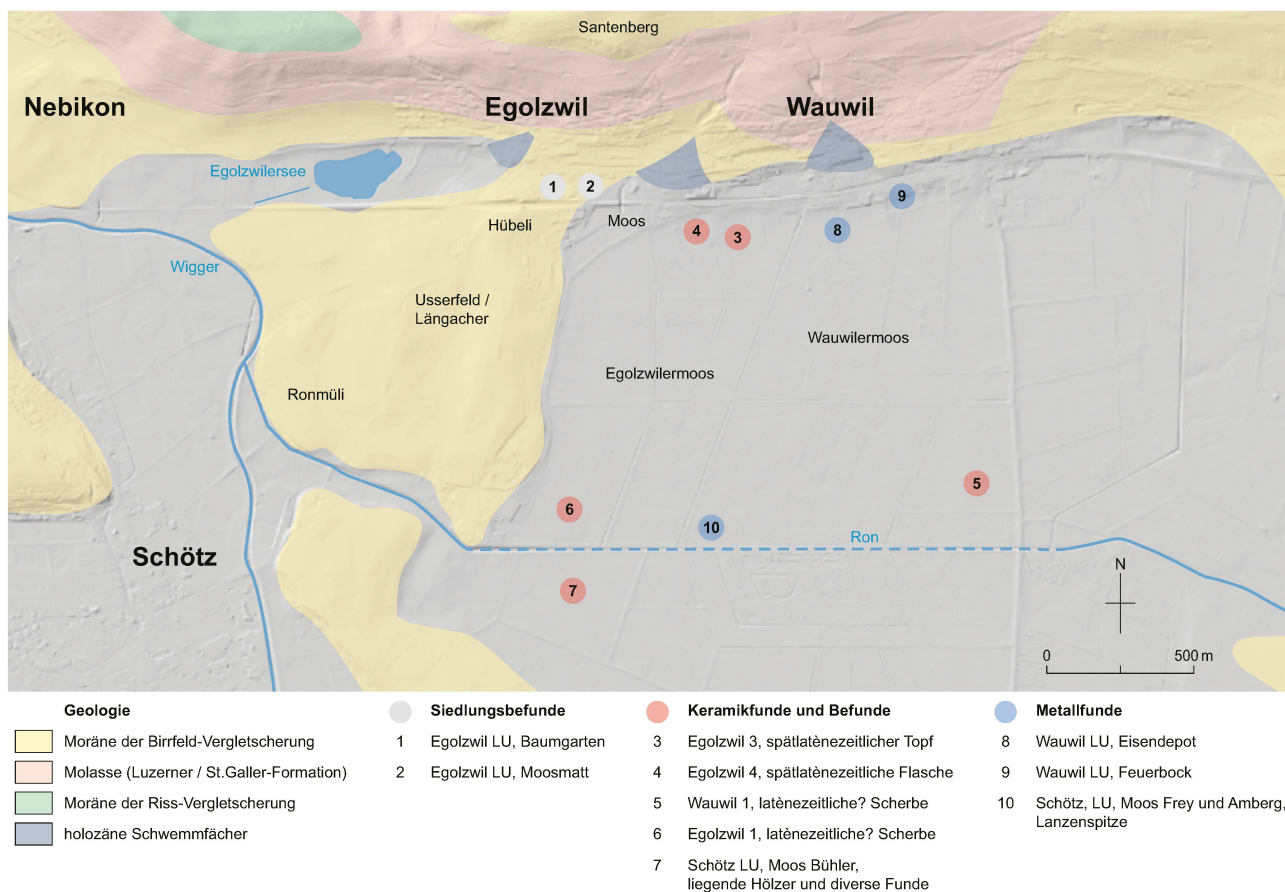 Santenberg
Nebikon
Egolzwil
Wauwil
Egolzwilersee
1
2
9
Hübeli
Moos
4
3
8
Wigger
Usserfeld /
Längacher
Wauwilermoos
Egolzwilermoos
Ronmüli
5
6
10
Ron
Schötz
7
N
0
500 m
Geologie
Moräne der Birrfeld-Vergletscherung
Molasse (Luzerner / St.Galler-Formation)
Moräne der Riss-Vergletscherung
holozäne Schwemmfächer
Siedlungsbefunde
1 Egolzwil LU, Baumgarten
2 Egolzwil LU, Moosmatt
Keramikfunde und Befunde
3 Egolzwil 3, spätlatènezeitlicher Topf
4 Egolzwil 4, spätlatènezeitliche Flasche
5 Wauwil 1, latènezeitliche? Scherbe
6 Egolzwil 1, latènezeitliche? Scherbe
7 Schötz LU, Moos Bühler,
liegende Hölzer und diverse Funde
Metallfunde
8 Wauwil LU, Eisendepot
9 Wauwil LU, Feuerbock
10 Schötz, LU, Moos Frey und Amberg,
Lanzenspitze